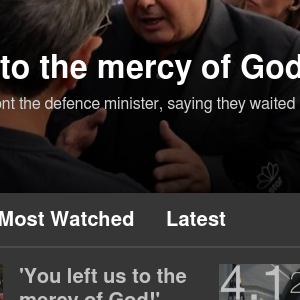 to the mercy of God
ont the defence minister, saying they waited
Most Watched Latest
'You left us to the
mercy of God!'
4.12